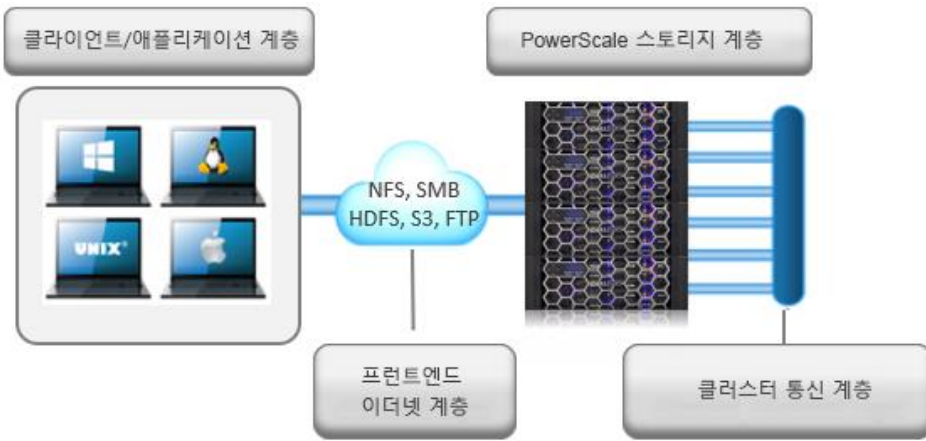 클라이언트/애플리케이션 계층
PowerScale 스토리지 계층
NFS, SMB
HDFS, S3, FTP
UNIX
프런트엔드
이더넷 계층
클러스터 통신 계층